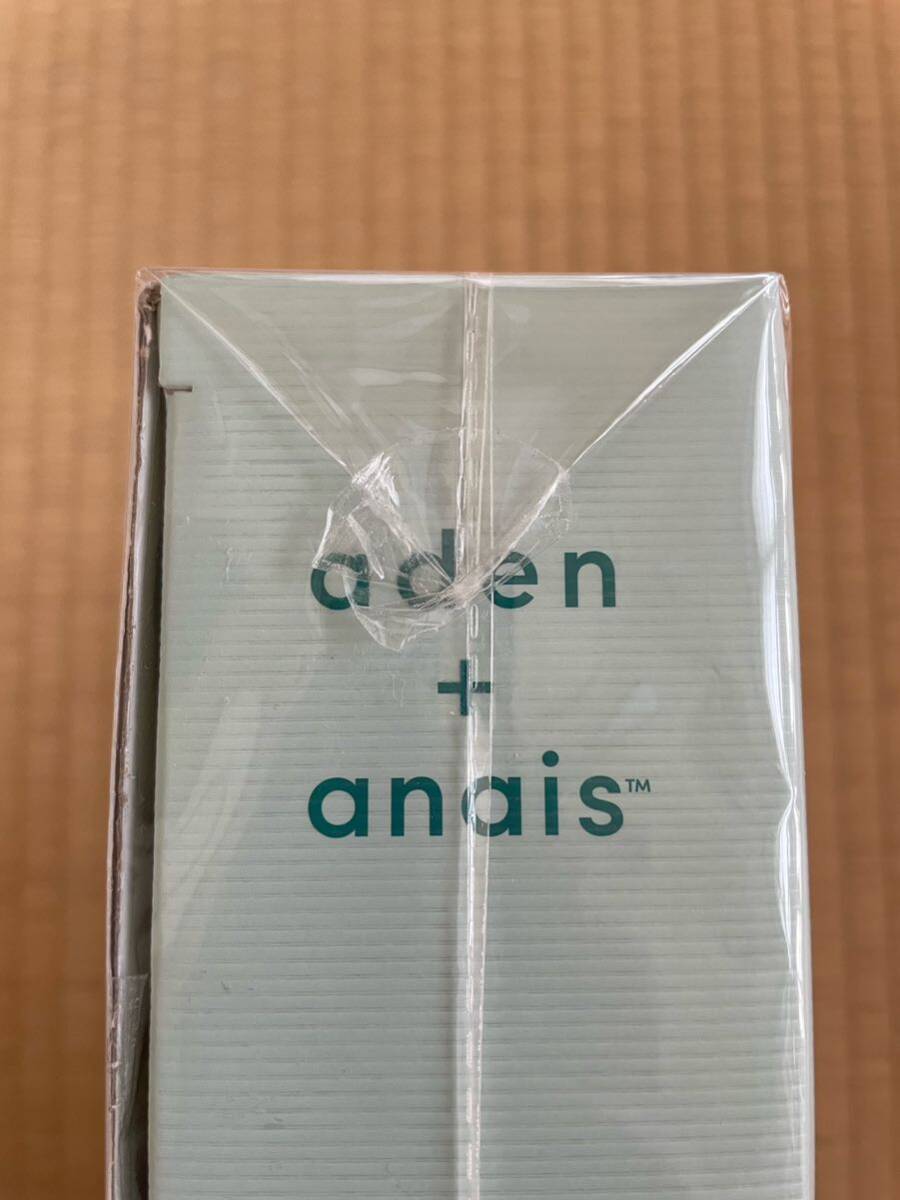 aden
+
anais™